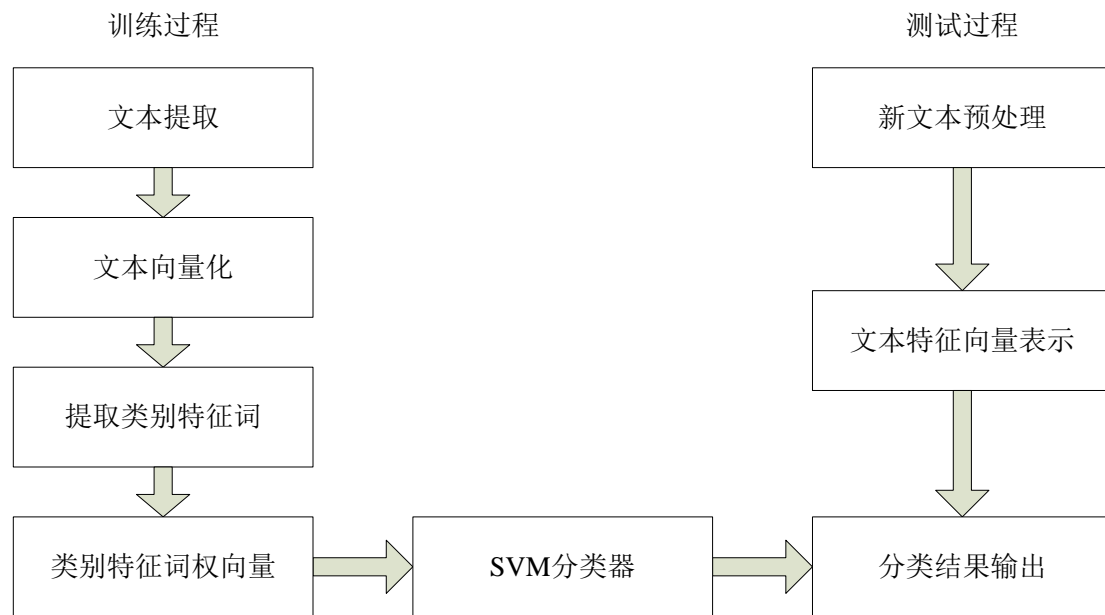 训练过程
测试过程
文本提取
新文本预处理
文本向量化
文本特征向量表示
提取类别特征词
类别特征词权向量
SVM分类器
分类结果输出